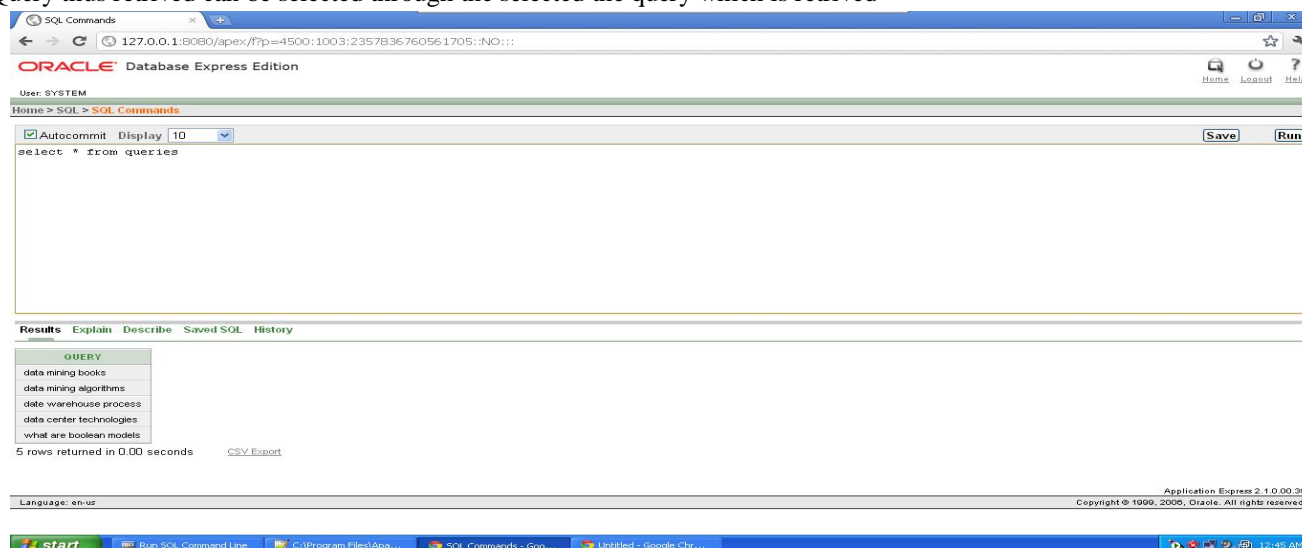 Query thus retrived can be selected through the selected the query which is retrived
SQL Commands
127.0.0.1:8080/apex/f?p=4500:1003:2357836760561705::NO:::
ORACLE Database Express Edition
Home Logout Hel
User: SYSTEM
Home > SQL > SQL Commands
Autocommit Display 10 Save Run
select * from queries
Results Explain Describe Saved SQL History
QUERY
data mining books
data mining algorithms
date warehouse process
data center technologies
what are boolean models
5 rows returned in 0.00 seconds CSV Export
Application Express 2.1.0.00.39
Language: en-us Copyright © 1999, 2006, Oracle. All rights reserved
start Run SQL Command Line C:\Program Files\Apa... SQL Commands - Goo... Untitled - Google Chr... 12:45 AM